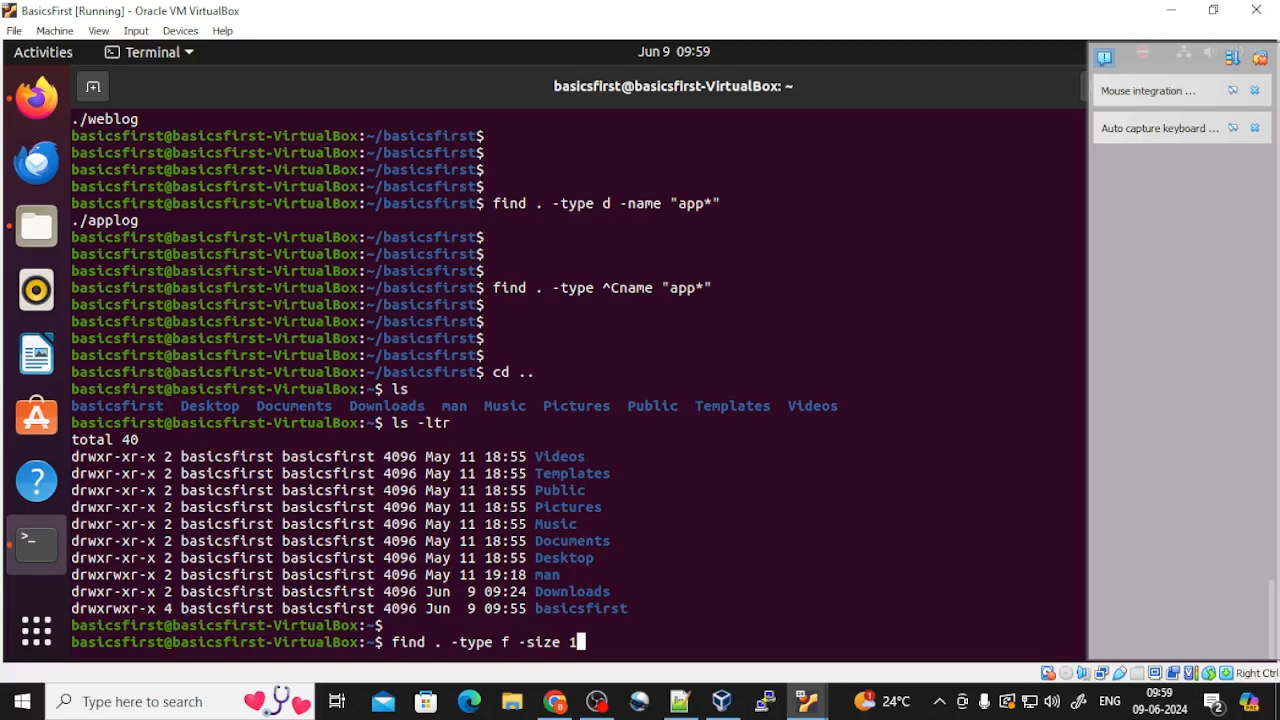 BasicsFirst [Running] - Oracle VM VirtualBox
File Machine View Input Devices Help
Activities Terminal Jun 9 09:59
basicsfirst@basicsfirst-VirtualBox: ~
Mouse integration ...
Auto capture keyboard ...
./weblog
basicsfirst@basicsfirst-VirtualBox:~/basicsfirst$
basicsfirst@basicsfirst-VirtualBox:~/basicsfirst$
basicsfirst@basicsfirst-VirtualBox:~/basicsfirst$
basicsfirst@basicsfirst-VirtualBox:~/basicsfirst$
basicsfirst@basicsfirst-VirtualBox:~/basicsfirst$ find . -type d -name "app*"
./applog
basicsfirst@basicsfirst-VirtualBox:~/basicsfirst$
basicsfirst@basicsfirst-VirtualBox:~/basicsfirst$
basicsfirst@basicsfirst-VirtualBox:~/basicsfirst$
basicsfirst@basicsfirst-VirtualBox:~/basicsfirst$ find . -type ^Cname "app*"
basicsfirst@basicsfirst-VirtualBox:~/basicsfirst$
basicsfirst@basicsfirst-VirtualBox:~/basicsfirst$
basicsfirst@basicsfirst-VirtualBox:~/basicsfirst$
basicsfirst@basicsfirst-VirtualBox:~/basicsfirst$
basicsfirst@basicsfirst-VirtualBox:~/basicsfirst$ cd ..
basicsfirst@basicsfirst-VirtualBox:~$ ls
basicsfirst Desktop Documents Downloads man Music Pictures Public Templates Videos
basicsfirst@basicsfirst-VirtualBox:~$ ls -ltr
total 40
drwxr-xr-x 2 basicsfirst basicsfirst 4096 May 11 18:55 Videos
drwxr-xr-x 2 basicsfirst basicsfirst 4096 May 11 18:55 Templates
drwxr-xr-x 2 basicsfirst basicsfirst 4096 May 11 18:55 Public
drwxr-xr-x 2 basicsfirst basicsfirst 4096 May 11 18:55 Pictures
drwxr-xr-x 2 basicsfirst basicsfirst 4096 May 11 18:55 Music
drwxr-xr-x 2 basicsfirst basicsfirst 4096 May 11 18:55 Documents
drwxr-xr-x 2 basicsfirst basicsfirst 4096 May 11 18:55 Desktop
drwxrwxr-x 2 basicsfirst basicsfirst 4096 May 11 19:18 man
drwxr-xr-x 2 basicsfirst basicsfirst 4096 Jun 9 09:24 Downloads
drwxrwxr-x 4 basicsfirst basicsfirst 4096 Jun 9 09:55 basicsfirst
basicsfirst@basicsfirst-VirtualBox:~$
basicsfirst@basicsfirst-VirtualBox:~$ find . -type f -size 1
Right Ctrl
Type here to search
24°C
ENG
09:59
09-06-2024